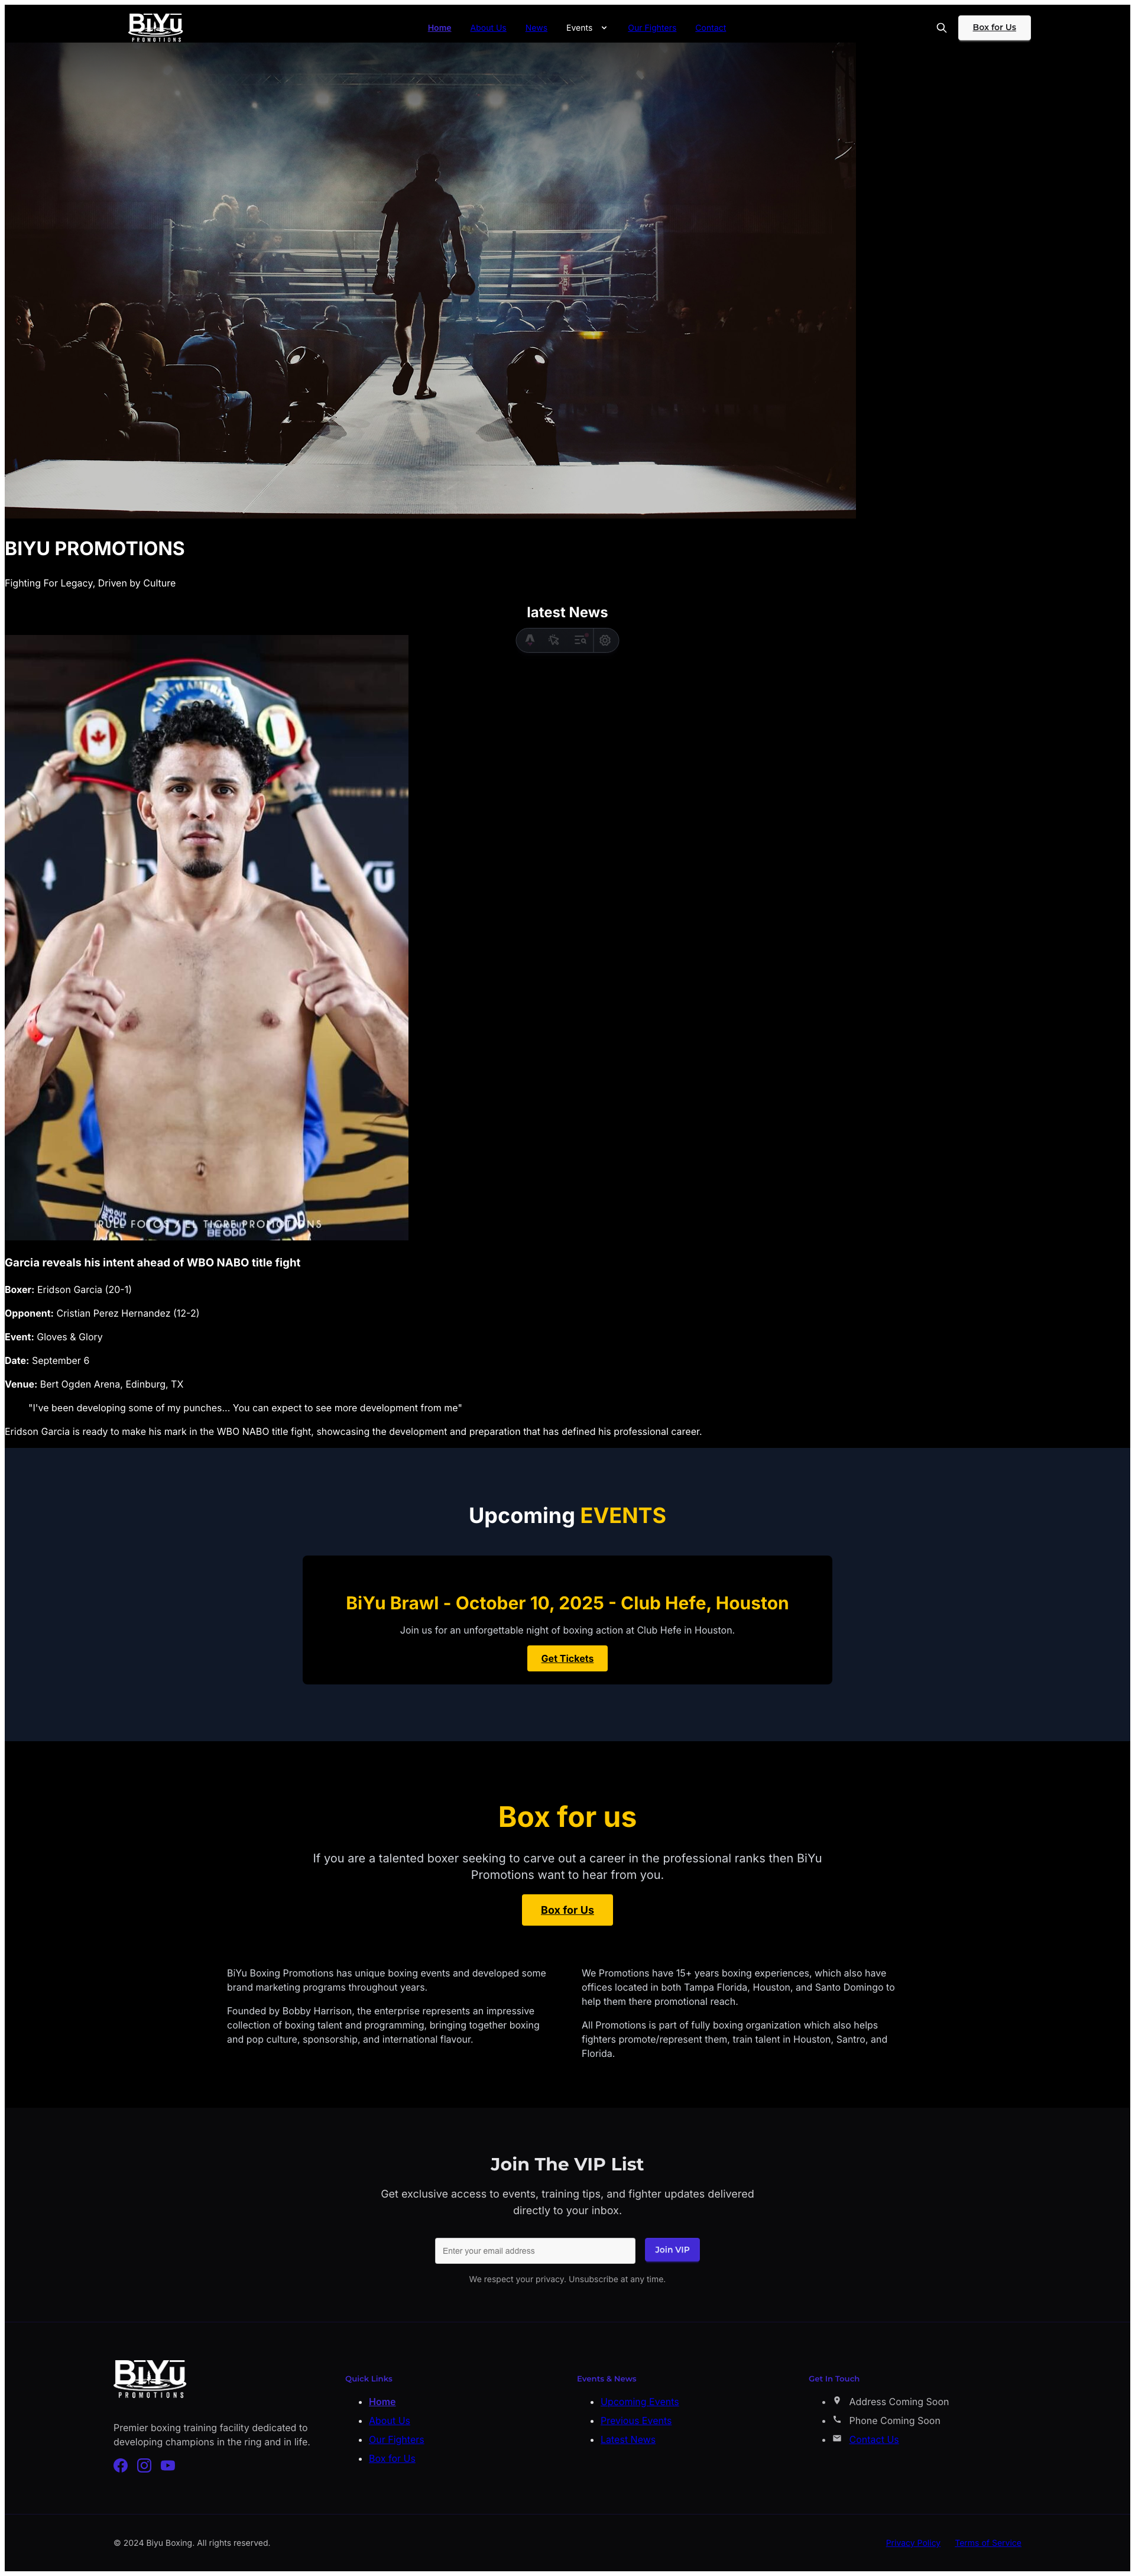 BiYu
PROMOTIONS
Home About Us News Events Our Fighters Contact
Box for Us
BIYU PROMOTIONS
Fighting For Legacy, Driven by Culture
latest News
NORTH AMERICA
BiYu
FOTOS / EL TIGRE PROMOTIONS
ODD
BE ODD
Garcia reveals his intent ahead of WBO NABO title fight
Boxer: Eridson Garcia (20-1)
Opponent: Cristian Perez Hernandez (12-2)
Event: Gloves & Glory
Date: September 6
Venue: Bert Ogden Arena, Edinburg, TX
"I've been developing some of my punches... You can expect to see more development from me"
Eridson Garcia is ready to make his mark in the WBO NABO title fight, showcasing the development and preparation that has defined his professional career.
Upcoming EVENTS
BiYu Brawl - October 10, 2025 - Club Hefe, Houston
Join us for an unforgettable night of boxing action at Club Hefe in Houston.
Get Tickets
Box for us
If you are a talented boxer seeking to carve out a career in the professional ranks then BiYu
Promotions want to hear from you.
Box for Us
BiYu Boxing Promotions has unique boxing events and developed some
brand marketing programs throughout years.
Founded by Bobby Harrison, the enterprise represents an impressive
collection of boxing talent and programming, bringing together boxing
and pop culture, sponsorship, and international flavour.
We Promotions have 15+ years boxing experiences, which also have
offices located in both Tampa Florida, Houston, and Santo Domingo to
help them there promotional reach.
All Promotions is part of fully boxing organization which also helps
fighters promote/represent them, train talent in Houston, Santro, and
Florida.
Join The VIP List
Get exclusive access to events, training tips, and fighter updates delivered
directly to your inbox.
Enter your email address
Join VIP
We respect your privacy. Unsubscribe at any time.
BiYu
PROMOTIONS
Premier boxing training facility dedicated to
developing champions in the ring and in life.
Quick Links
Home
About Us
Our Fighters
Box for Us
Events & News
Upcoming Events
Previous Events
Latest News
Get In Touch
Address Coming Soon
Phone Coming Soon
Contact Us
© 2024 Biyu Boxing. All rights reserved.
Privacy Policy Terms of Service